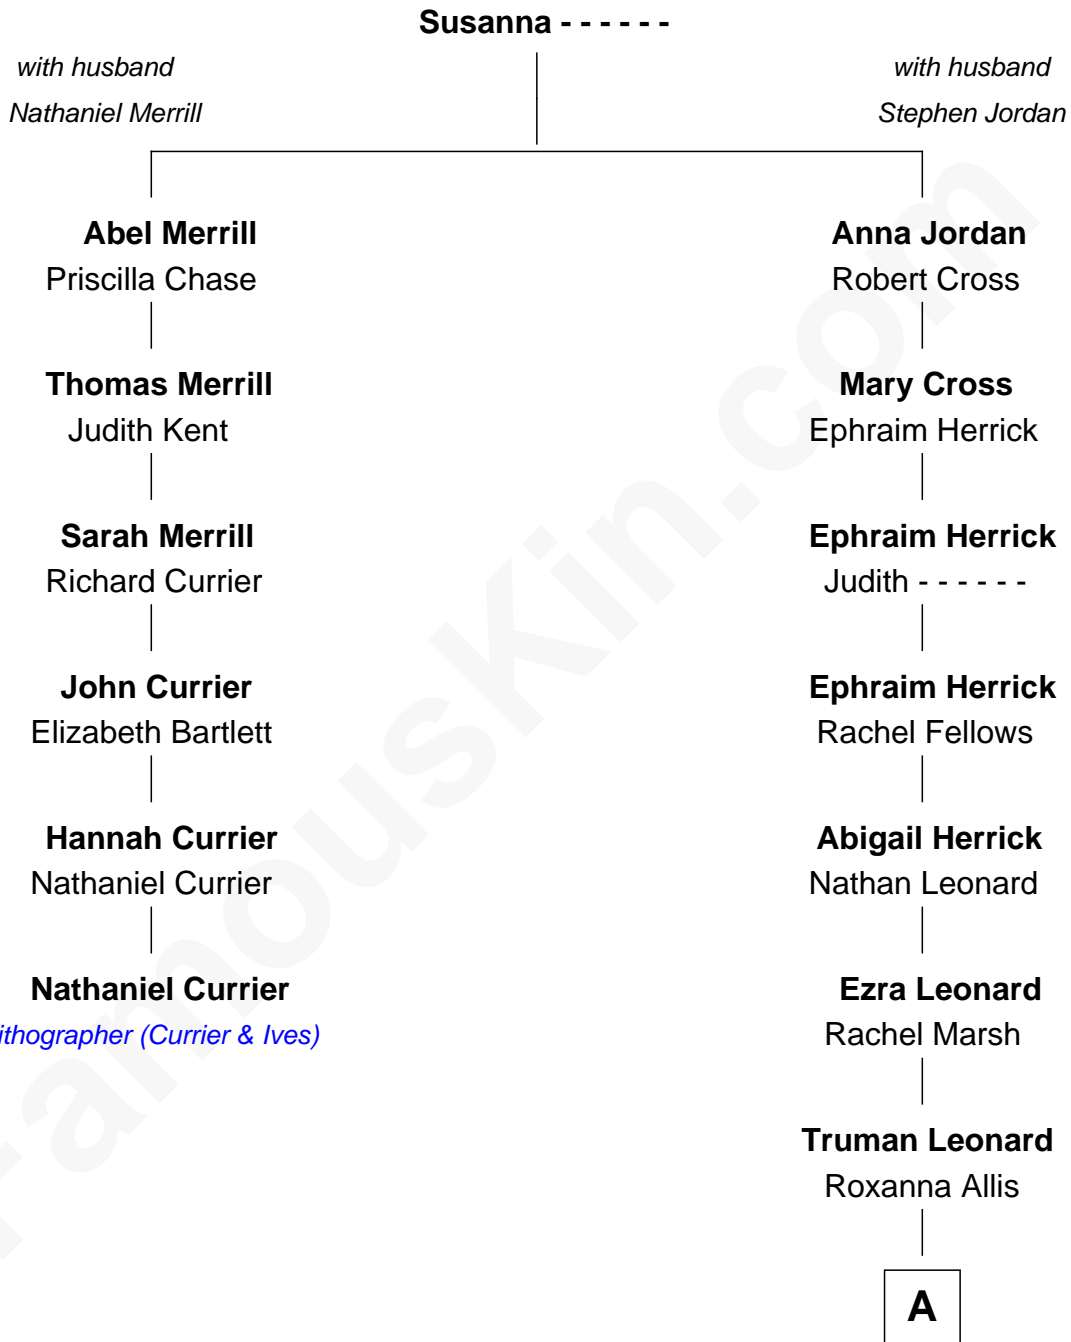 Susanna - - - - - -
with husband
Nathaniel Merrill
with husband
Stephen Jordan
Abel Merrill
Priscilla Chase
Anna Jordan
Robert Cross
Thomas Merrill
Judith Kent
Mary Cross
Ephraim Herrick
Sarah Merrill
Richard Currier
Ephraim Herrick
Judith - - - - - -
John Currier
Elizabeth Bartlett
Ephraim Herrick
Rachel Fellows
Hannah Currier
Nathaniel Currier
Abigail Herrick
Nathan Leonard
Nathaniel Currier
ithographer (Currier & Ives)
Ezra Leonard
Rachel Marsh
Truman Leonard
Roxanna Allis
A
FamousKin.com